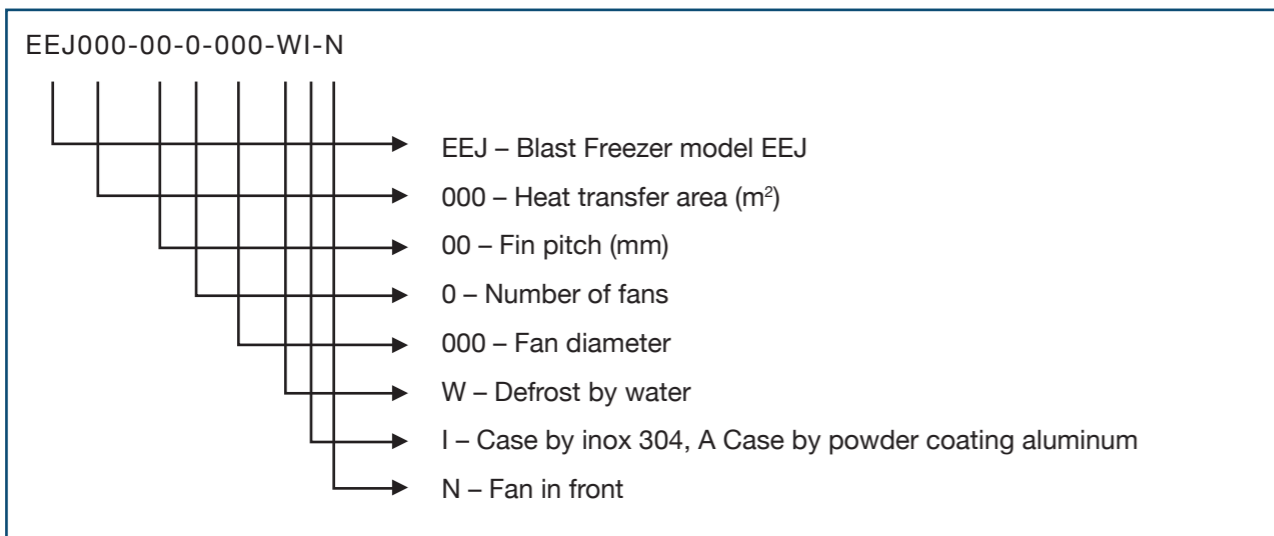 EEJ000-00-0-000-WI-N
EEJ – Blast Freezer model EEJ
000 – Heat transfer area (m²)
00 – Fin pitch (mm)
0 – Number of fans
000 – Fan diameter
W – Defrost by water
I – Case by inox 304, A Case by powder coating aluminum
N – Fan in front